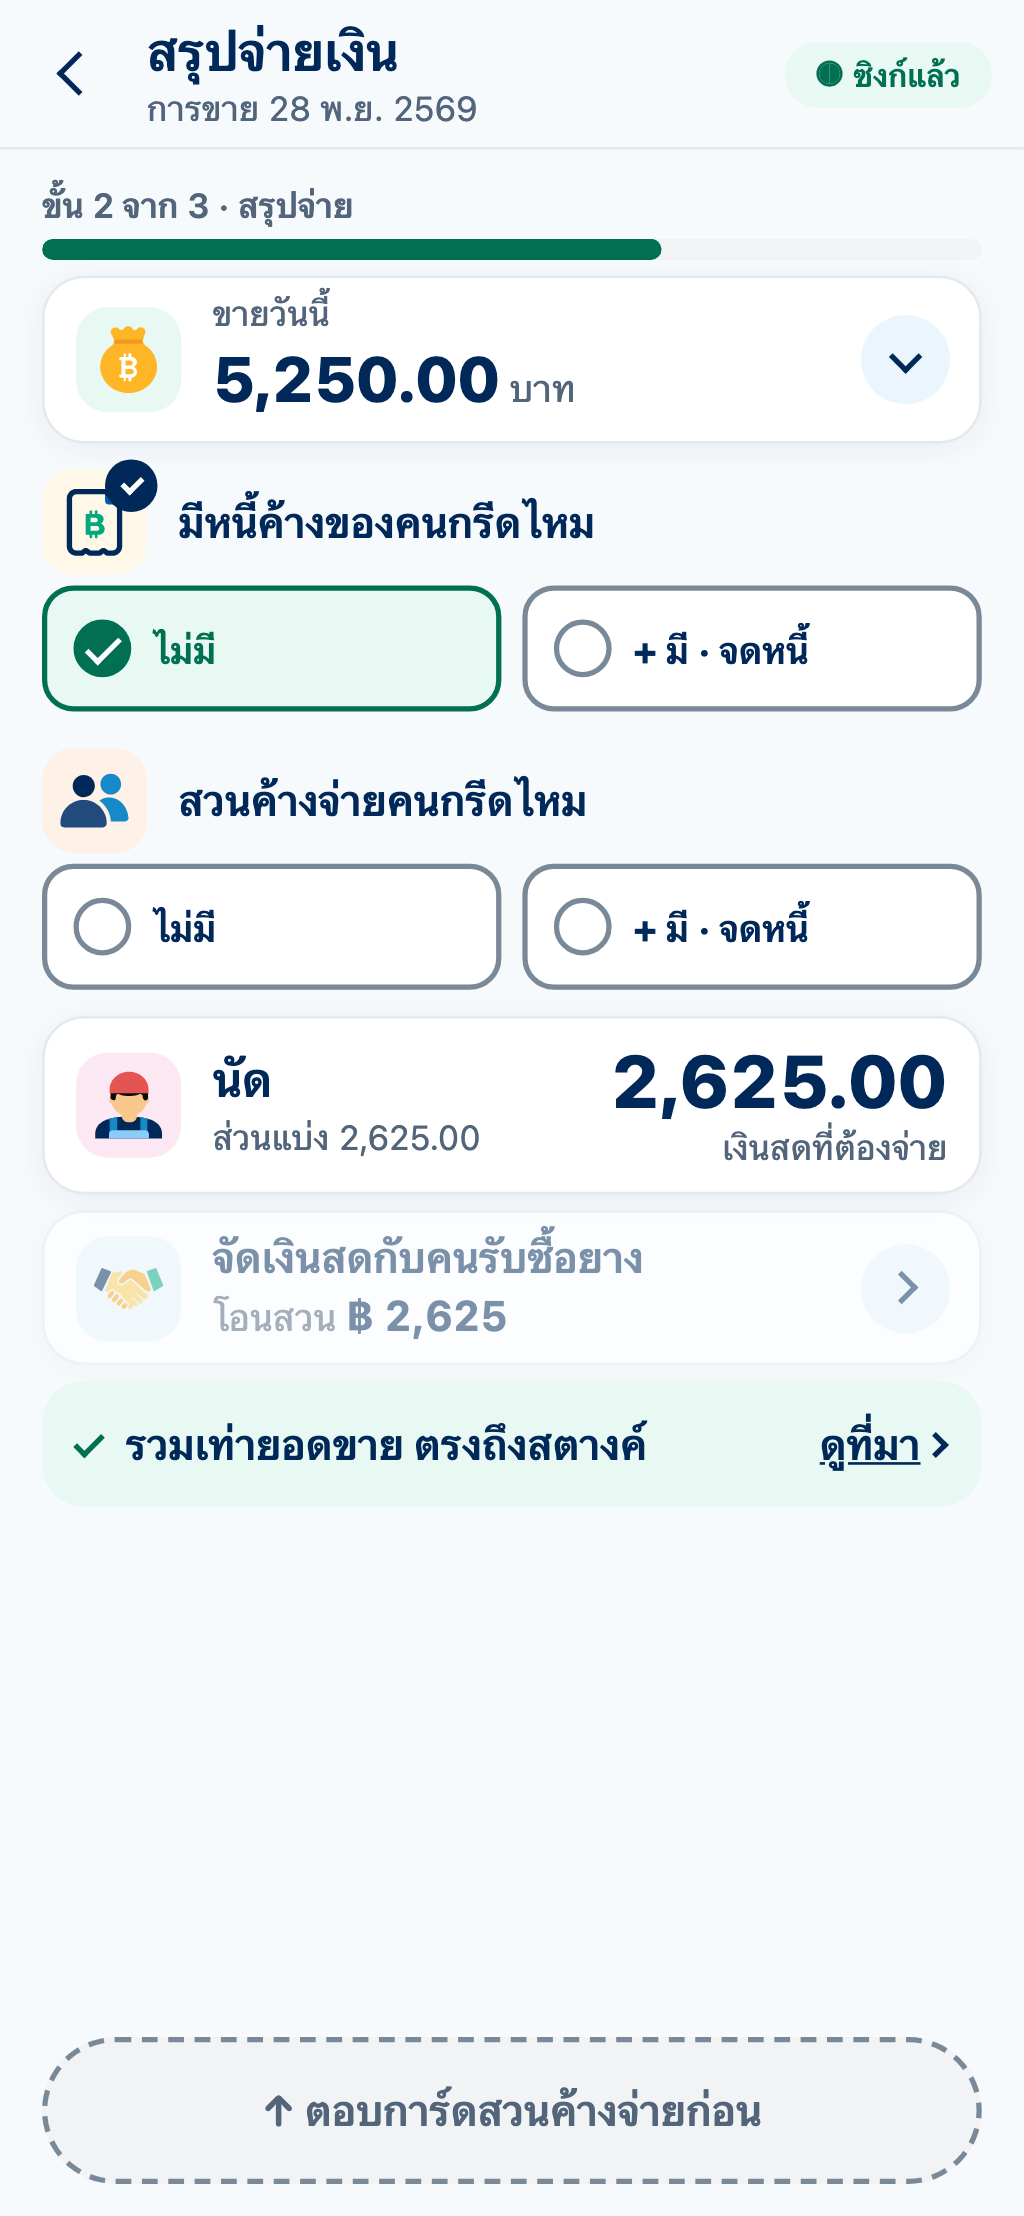 สรุปจ่ายเงิน
การขาย 28 พ.ย. 2569
ซิงก์แล้ว
ขั้น 2 จาก 3 · สรุปจ่าย
ขายวันนี้
5,250.00 บาท
มีหนี้ค้างของคนกรีดไหม
ไม่มี
+ มี · จดหนี้
สวนค้างจ่ายคนกรีดไหม
ไม่มี
+ มี · จดหนี้
นัด
ส่วนแบ่ง 2,625.00
2,625.00
เงินสดที่ต้องจ่าย
จัดเงินสดกับคนรับซื้อยาง
โอนสวน ฿ 2,625
✓ รวมเท่ายอดขาย ตรงถึงสตางค์
ดูที่มา >
↑ ตอบการ์ดสวนค้างจ่ายก่อน